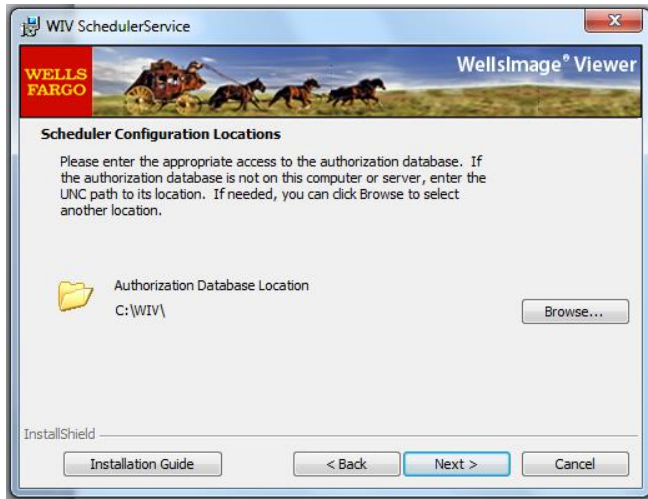 WIV SchedulerService
WELLS
FARGO
WellsImage® Viewer
Scheduler Configuration Locations
Please enter the appropriate access to the authorization database. If
the authorization database is not on this computer or server, enter the
UNC path to its location. If needed, you can click Browse to select
another location.
Authorization Database Location
C:\WIV\
Browse...
InstallShield
Installation Guide
< Back
Next >
Cancel